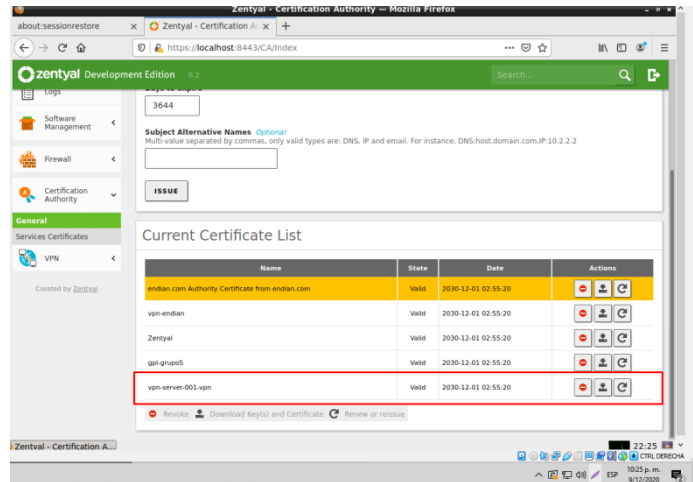 Zentyal - Certification Authority — Mozilla Firefox
about:sessionrestore
Zentyal - Certification Au
https://localhost:8443/CA/Index
zentyal Development Edition 6.2
Search...
Logs
Days to expire
3644
Software
Management
Subject Alternative Names Optional
Multi-value separated by commas, only valid types are: DNS, IP and email. For instance, DNS:host.domain.com,IP:10.2.2.2
Firewall
ISSUE
Certification
Authority
General
Services Certificates
Current Certificate List
VPN
Name State Date Actions
endian.com Authority Certificate from endian.com Valid 2030-12-01 02:55:20
Created by Zentyal
vpn-endian Valid 2030-12-01 02:55:20
Zentyal Valid 2030-12-01 02:55:20
gpl-grupo5 Valid 2030-12-01 02:55:20
vpn-server-001-vpn Valid 2030-12-01 02:55:20
Revoke Download Key(s) and Certificate Renew or reissue
Zentyal - Certification A...
22:25
CTRL DERECHA
ESP
10:25 p. m.
9/12/2020
2